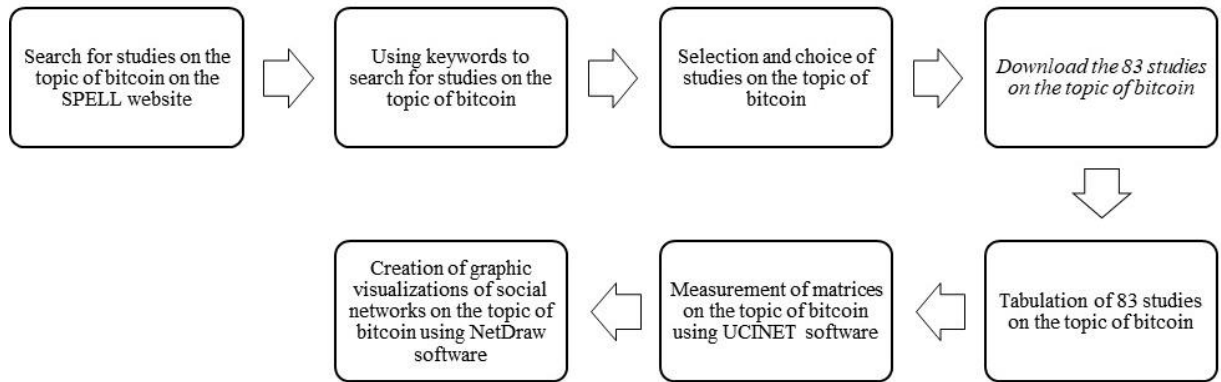 Search for studies on the
topic of bitcoin on the
SPELL website
Using keywords to
search for studies on the
topic of bitcoin
Selection and choice of
studies on the topic of
bitcoin
Download the 83 studies
on the topic of bitcoin
Tabulation of 83 studies
on the topic of bitcoin
Measurement of matrices
on the topic of bitcoin
using UCINET software
Creation of graphic
visualizations of social
networks on the topic of
bitcoin using NetDraw
software